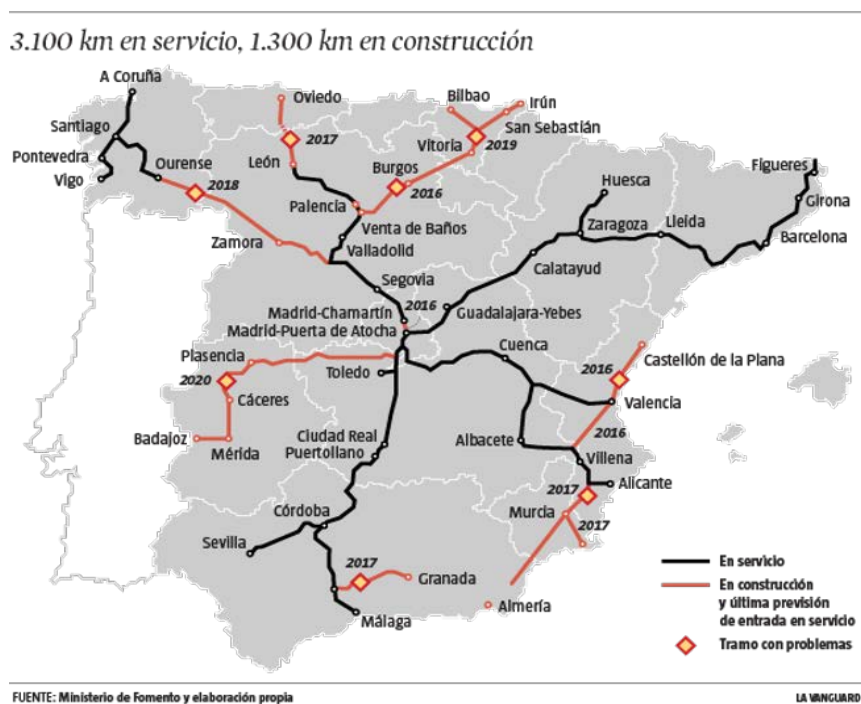 3.100 km en servicio, 1.300 km en construcción
A Coruña
Oviedo
Bilbao
Irún
Santiago
2017
Vitoria
San Sebastián
2019
Pontevedra
Ourense
León
Burgos
Figueres
Vigo
2018
2016
Huesca
Palencia
Girona
Venta de Baños
Zaragoza
Lleida
Zamora
Valladolid
Barcelona
Calatayud
Segovia
2016
Madrid-Chamartín
Guadalajara-Yebes
Madrid-Puerta de Atocha
Cuenca
Plasencia
Castellón de la Plana
Toledo
2016
2020
Cáceres
Valencia
Badajoz
Mérida
Ciudad Real
Albacete
2016
Puertollano
Villena
2017
Alicante
Córdoba
Murcia
2017
Sevilla
2017
Granada
Almería
Málaga
En servicio
En construcción
y última previsión
de entrada en servicio
Tramo con problemas
FUENTE: Ministerio de Fomento y elaboración propia
LA VANGUARD